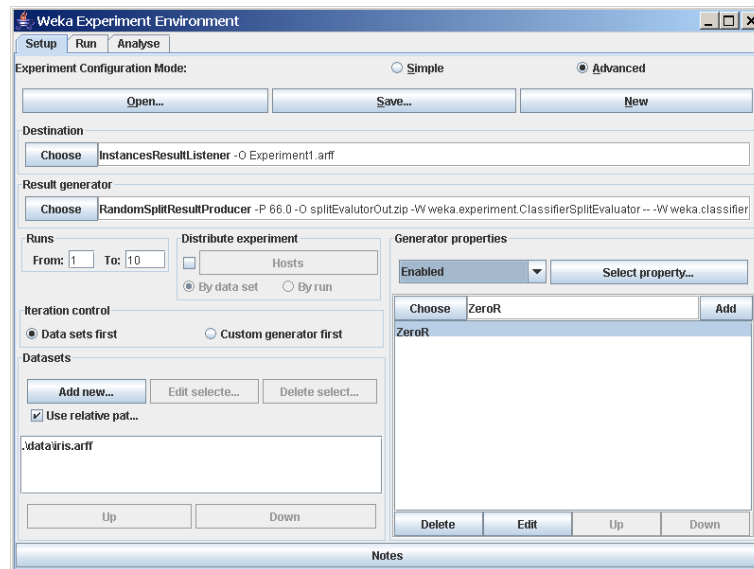 Weka Experiment Environment
Setup Run Analyse
Experiment Configuration Mode: Simple Advanced
Open... Save... New
Destination
Choose InstancesResultListener -O Experiment1.arff
Result generator
Choose RandomSplitResultProducer -P 66.0 -O splitEvalutorOut.zip -W weka.experiment.ClassifierSplitEvaluator -- -W weka.classifier
Runs
From: 1 To: 10
Distribute experiment
Hosts
By data set By run
Generator properties
Enabled Select property...
Choose ZeroR Add
ZeroR
Iteration control
Data sets first Custom generator first
Datasets
Add new... Edit selecte... Delete select...
Use relative pat...
.\data\iris.arff
Up Down
Delete Edit Up Down
Notes